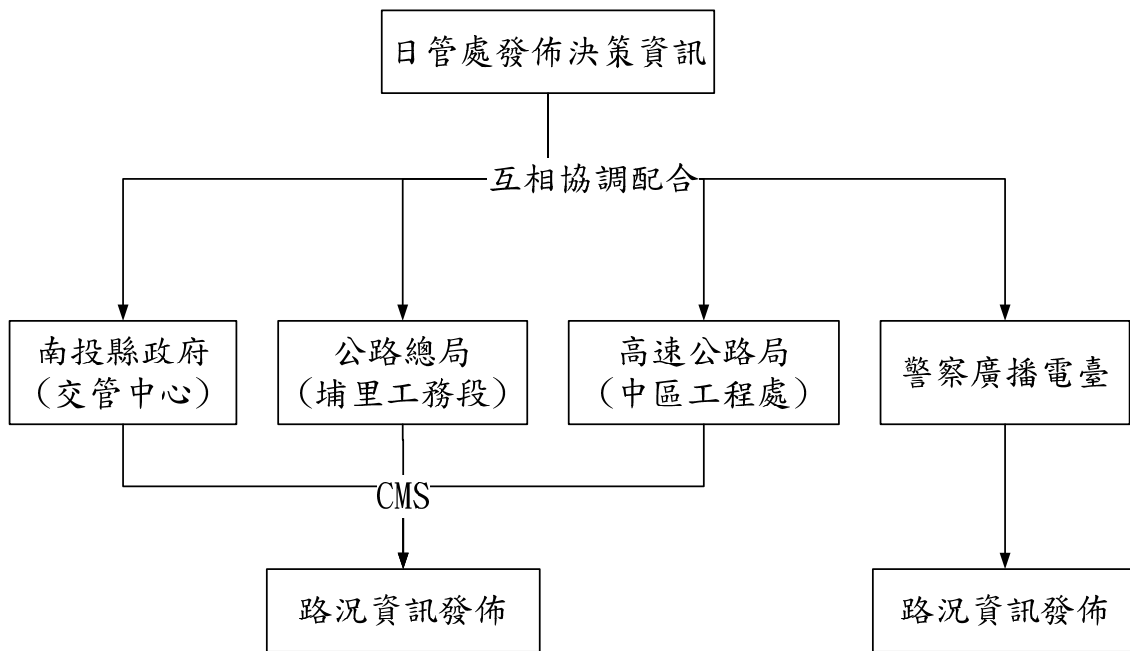 日管處發佈決策資訊
互相協調配合
南投縣政府
(交管中心)
公路總局
(埔里工務段)
高速公路局
(中區工程處)
警察廣播電臺
CMS
路況資訊發佈
路況資訊發佈